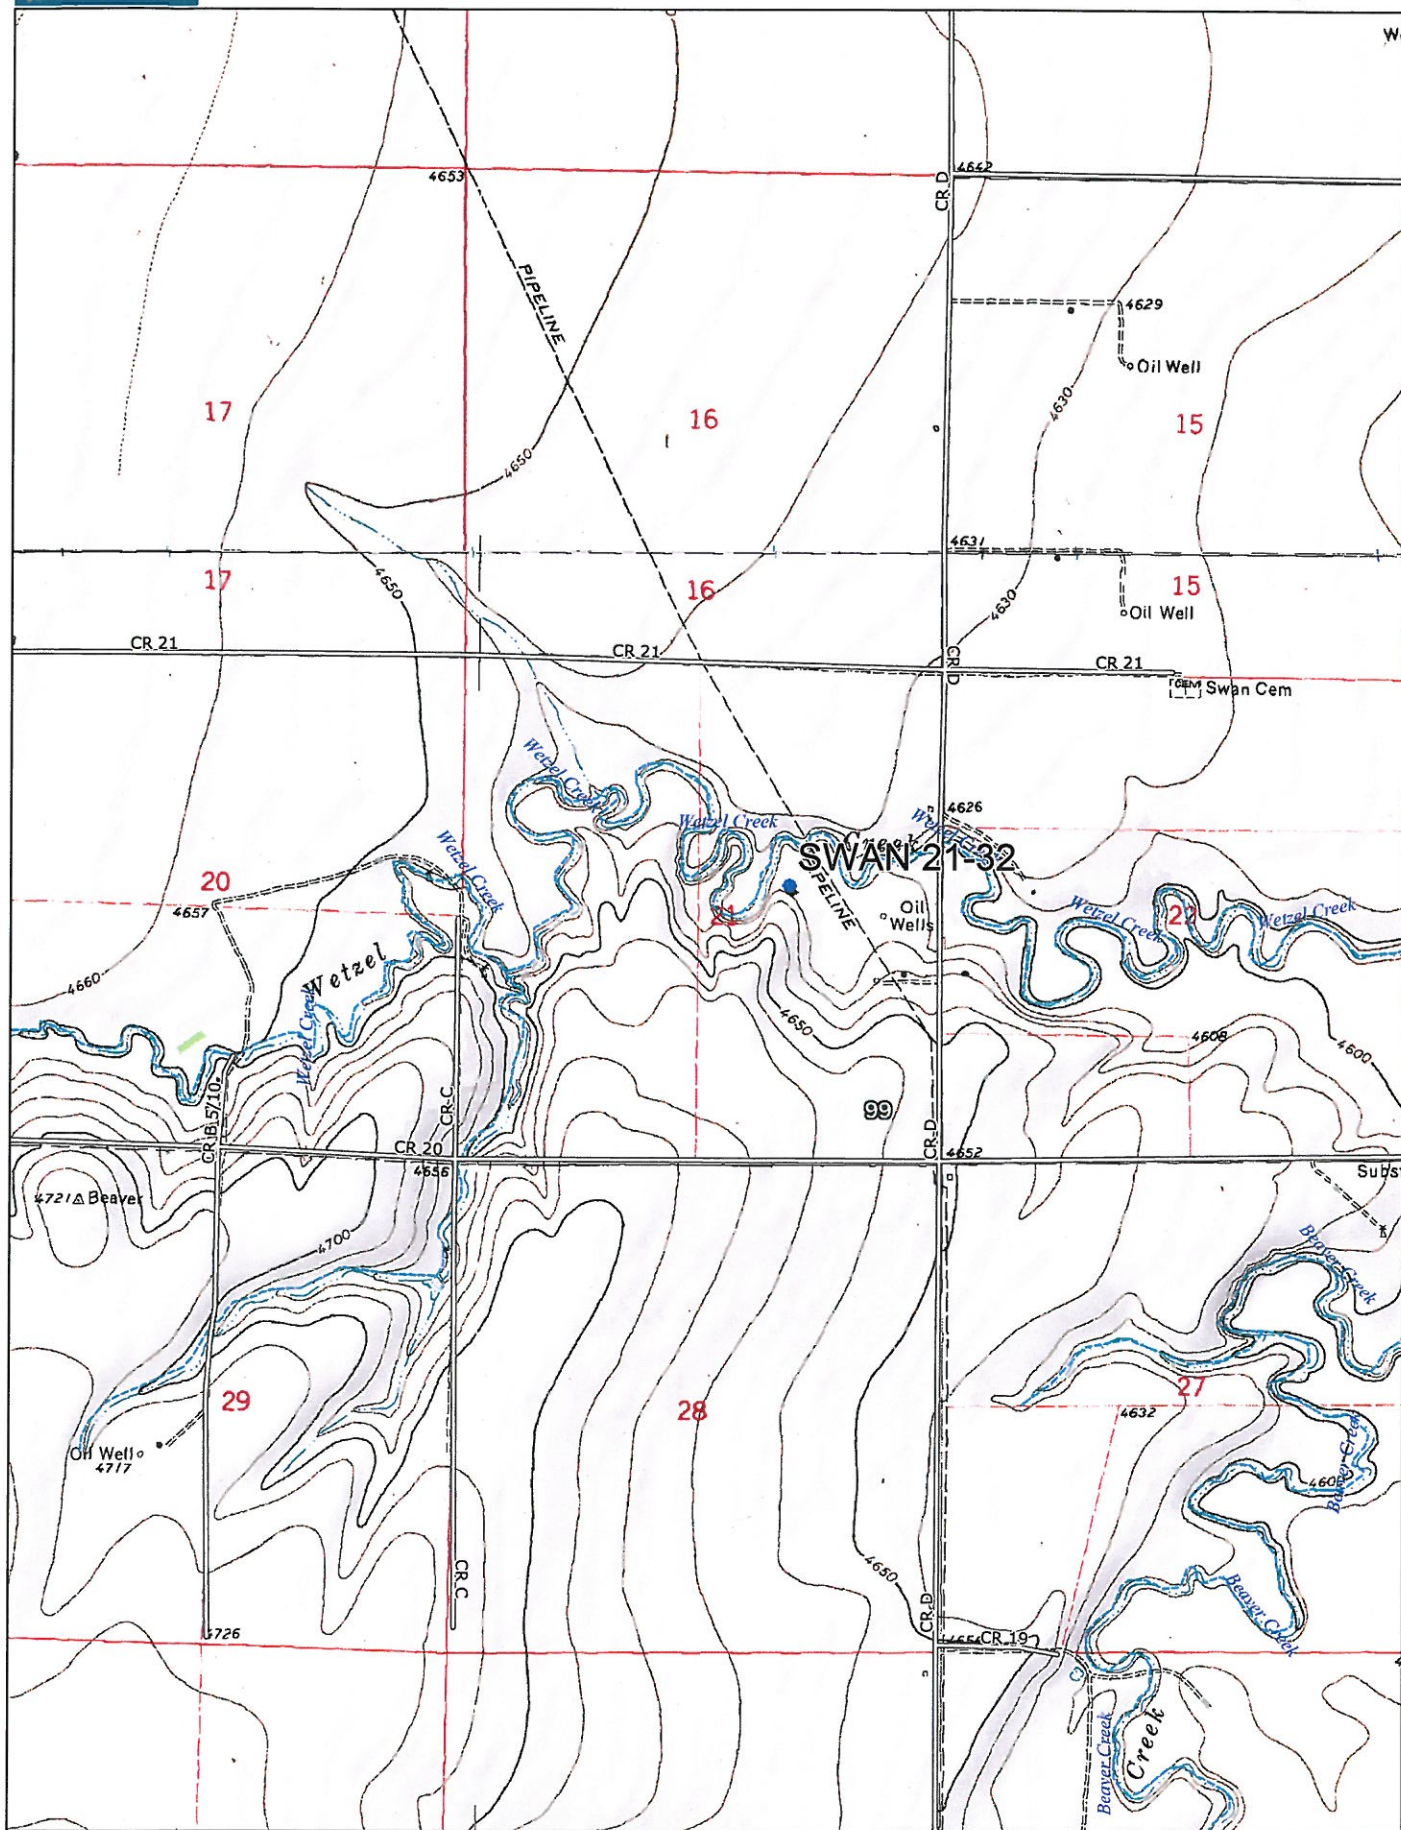 4653
4642
CR D
PIPELINE
4629
Oil Well
4630
17
16
15
4650
4631
17
4650
16
4630
15
Oil Well
CR 21
CR 21
CR D
CR 21
CEM
Swan Cem
Wetzel Creek
Wetzel Creek
4626
Creek
SWAN 21-32
Wetzel Creek
20
4657
PIPELINE
Oil
Wells
21
22
Wetzel Creek
Wetzel Creek
Wetzel
4660
Wetzel Creek
4650
4608
4600
CR B.5/10
CR C
99
CR D
CR 20
4656
4652
Subs
4721 Beaver
4700
Beaver Creek
29
28
27
4632
Oil Well
4717
Beaver Creek
460
CR C
4650
Beaver Creek
CR D
4726
CR 19
Beaver Creek
Creek